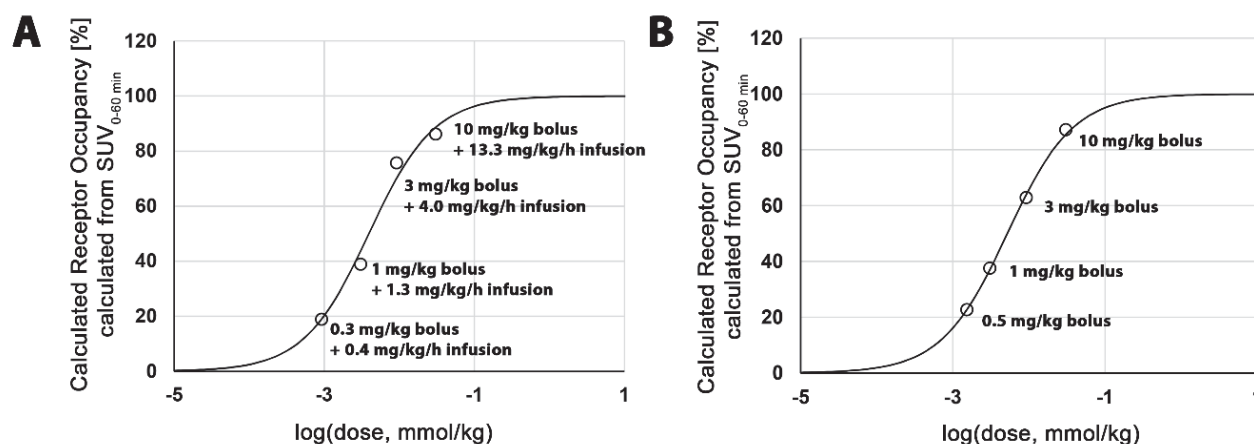 A
Calculated Receptor Occupancy [%]
calculated from SUV0-60 min
120
100
80
60
40
20
0
10 mg/kg bolus
+ 13.3 mg/kg/h infusion
3 mg/kg bolus
+ 4.0 mg/kg/h infusion
1 mg/kg bolus
+ 1.3 mg/kg/h infusion
0.3 mg/kg bolus
+ 0.4 mg/kg/h infusion
-5 -3 -1 1
log(dose, mmol/kg)
B
Calculated Receptor Occupancy [%]
calculated from SUV0-60 min
120
100
80
60
40
20
0
10 mg/kg bolus
3 mg/kg bolus
1 mg/kg bolus
0.5 mg/kg bolus
-5 -3 -1 1
log(dose, mmol/kg)